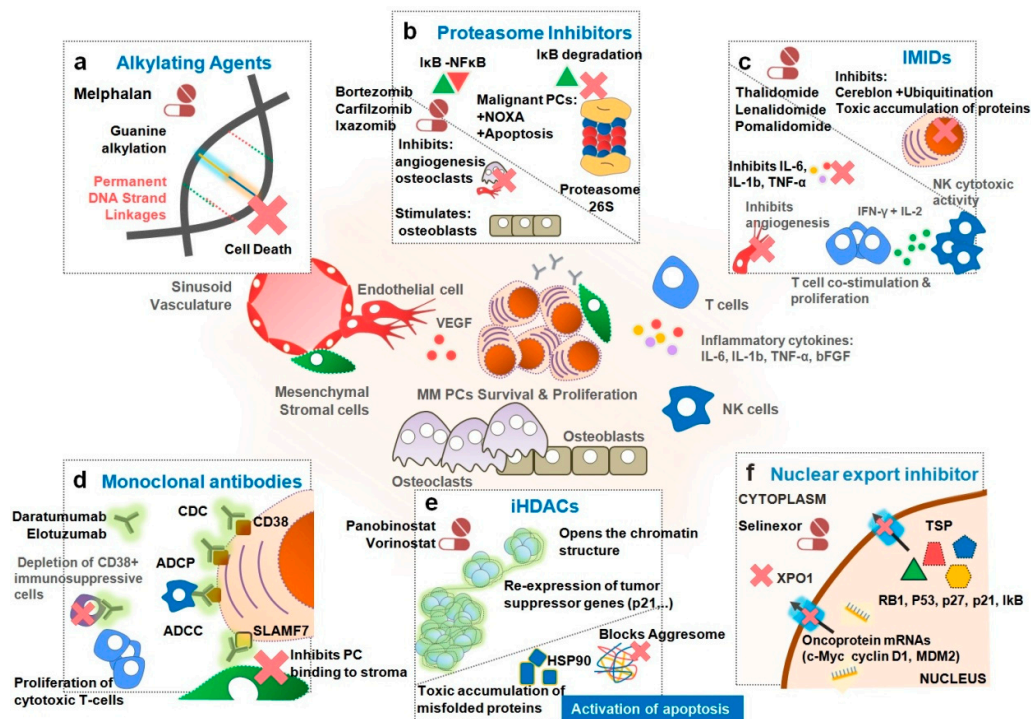 a
Alkylating Agents
Melphalan
Guanine
alkylation
Permanent
DNA Strand
Linkages
Cell Death
b
Proteasome Inhibitors
IκB -NFκB
IκB degradation
Bortezomib
Carfilzomib
Ixazomib
Malignant PCs:
+NOXA
+Apoptosis
Inhibits:
angiogenesis
osteoclasts
Proteasome
26S
Stimulates:
osteoblasts
c
IMIDs
Thalidomide
Lenalidomide
Pomalidomide
Inhibits:
Cereblon +Ubiquitination
Toxic accumulation of proteins
Inhibits IL-6,
IL-1b, TNF-α
NK cytotoxic
activity
Inhibits
angiogenesis
IFN-γ + IL-2
T cell co-stimulation &
proliferation
Sinusoid
Vasculature
Endothelial cell
VEGF
T cells
Inflammatory cytokines:
IL-6, IL-1b, TNF-α, bFGF
Mesenchymal
Stromal cells
MM PCs Survival & Proliferation
NK cells
Osteoblasts
Osteoclasts
d
Monoclonal antibodies
Daratumumab
Elotuzumab
CDC
CD38
Depletion of CD38+
immunosuppressive
cells
ADCP
ADCC
SLAMF7
Inhibits PC
binding to stroma
Proliferation of
cytotoxic T-cells
e
iHDACs
Panobinostat
Vorinostat
Opens the chromatin
structure
Re-expression of tumor
suppressor genes (p21,..)
Blocks Aggresome
HSP90
Toxic accumulation of
misfolded proteins
Activation of apoptosis
f
Nuclear export inhibitor
CYTOPLASM
Selinexor
TSP
XPO1
RB1, P53, p27, p21, IkB
Oncoprotein mRNAs
(c-Myc cyclin D1, MDM2)
NUCLEUS